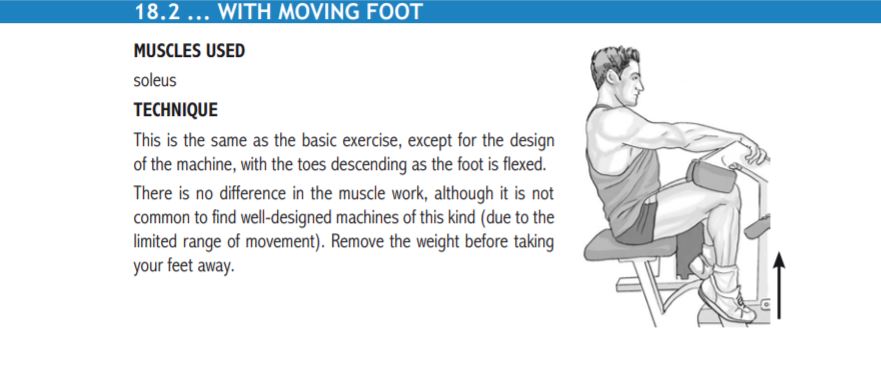 18.2 ... WITH MOVING FOOT
MUSCLES USED
soleus
TECHNIQUE
This is the same as the basic exercise, except for the design
of the machine, with the toes descending as the foot is flexed.
There is no difference in the muscle work, although it is not
common to find well-designed machines of this kind (due to the
limited range of movement). Remove the weight before taking
your feet away.